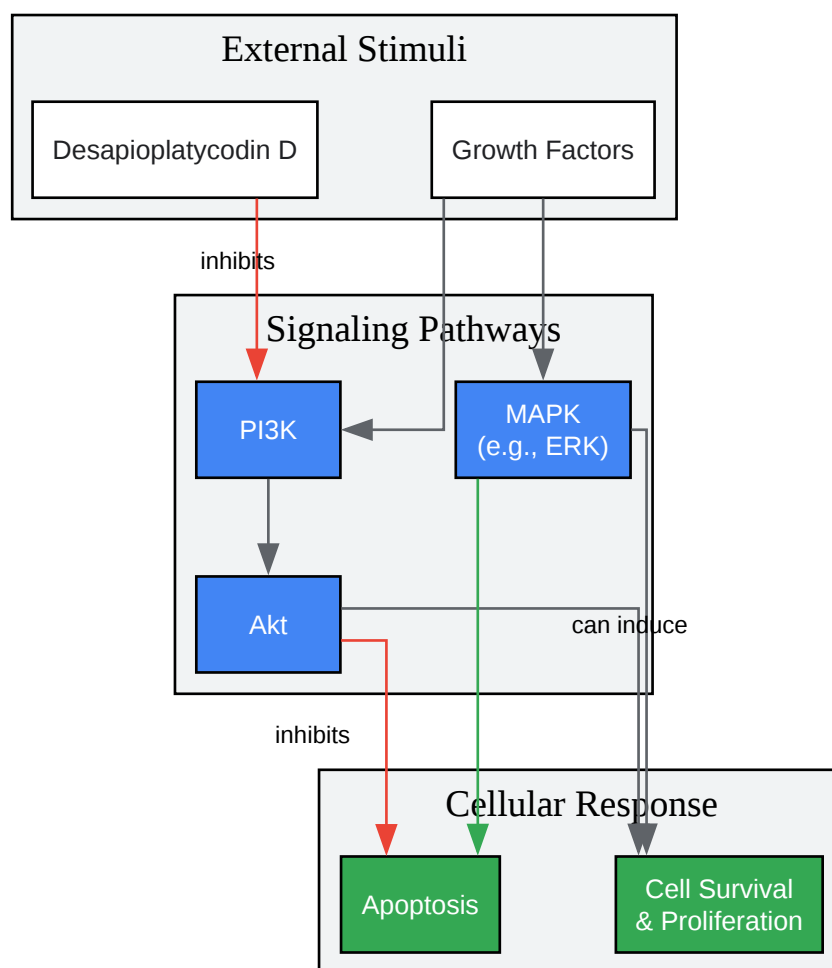 External Stimuli
Desapioplatycodin D
Growth Factors
inhibits
Signaling Pathways
PI3K
MAPK
(e.g., ERK)
Akt
can induce
inhibits
Cellular Response
Apoptosis
Cell Survival
& Proliferation